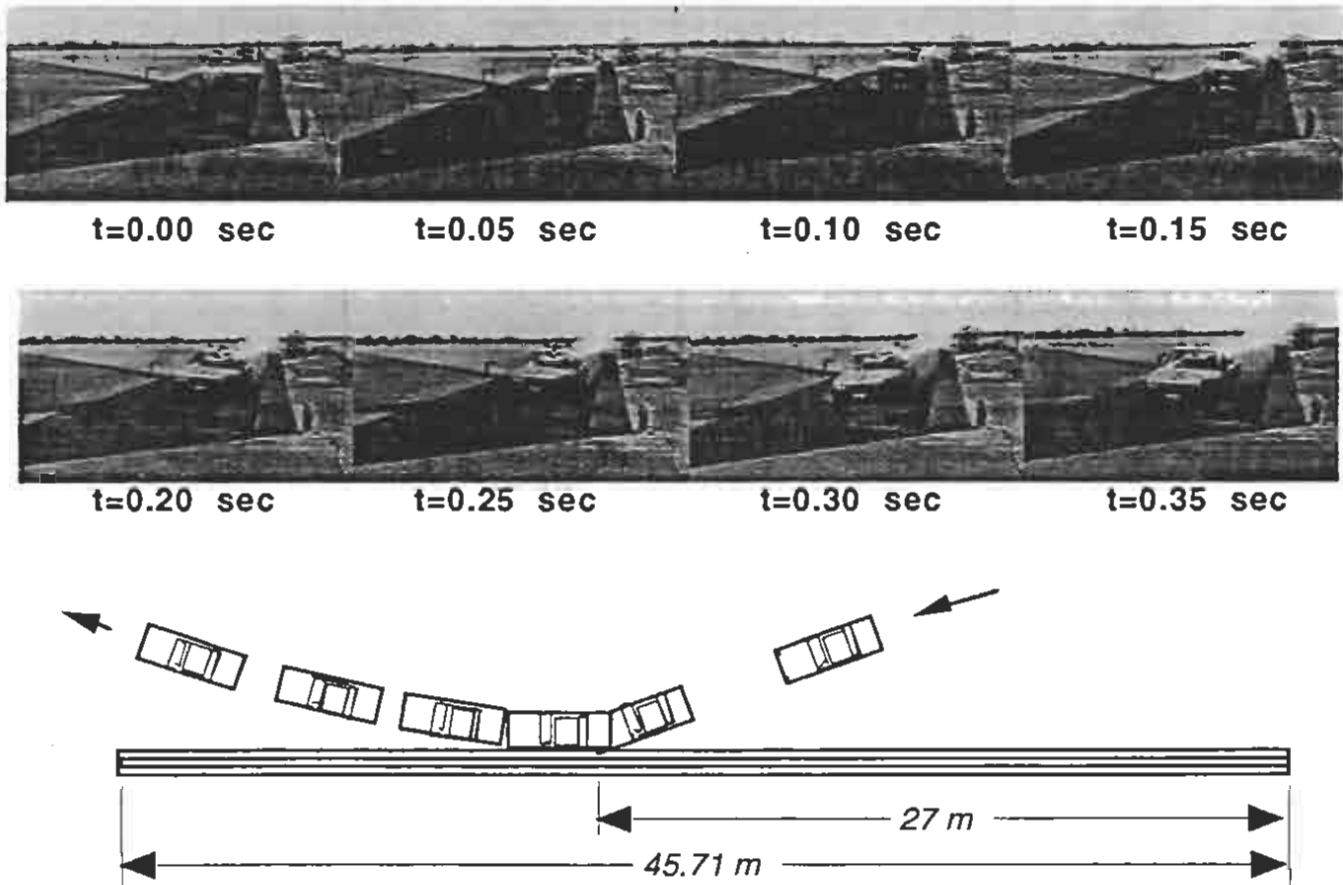 t=0.00 sec t=0.05 sec t=0.10 sec t=0.15 sec
t=0.20 sec t=0.25 sec t=0.30 sec t=0.35 sec
27 m
45.71 m